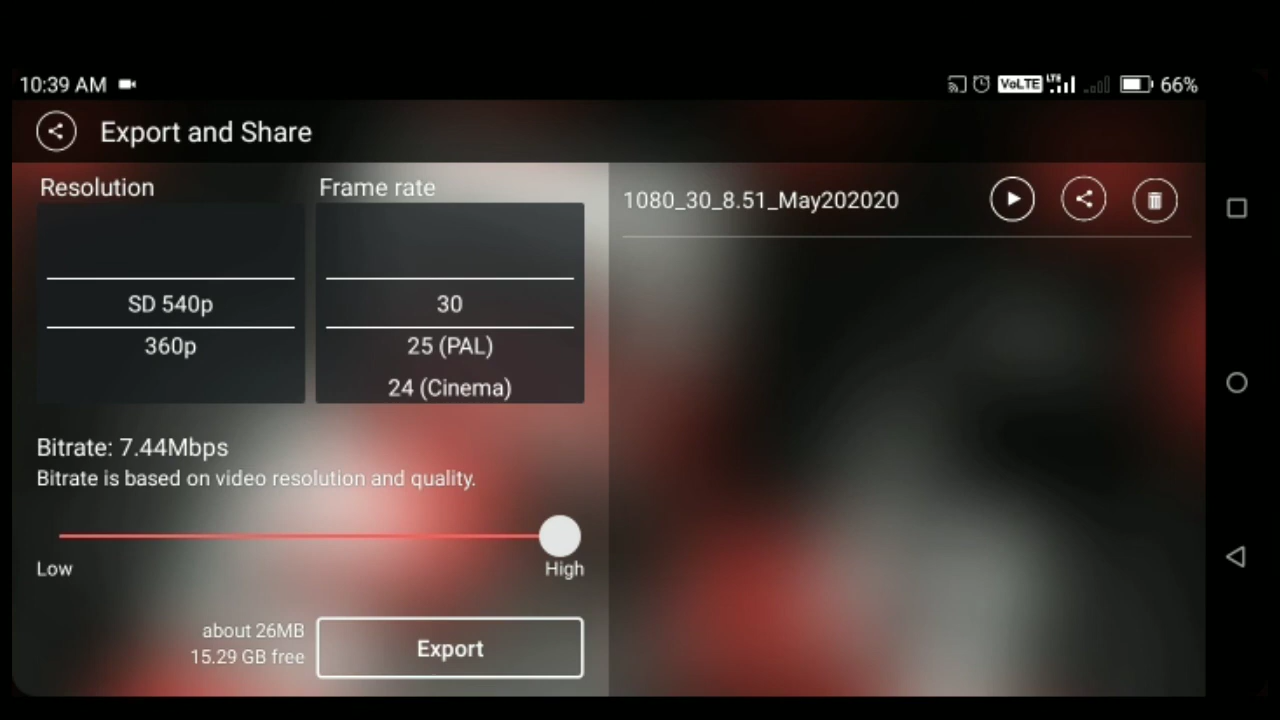 10:39 AM
VoLTE LTE 66%
Export and Share
Resolution
Frame rate
SD 540p
360p
30
25 (PAL)
24 (Cinema)
Bitrate: 7.44Mbps
Bitrate is based on video resolution and quality.
Low
High
about 26MB
15.29 GB free
Export
1080_30_8.51_May202020